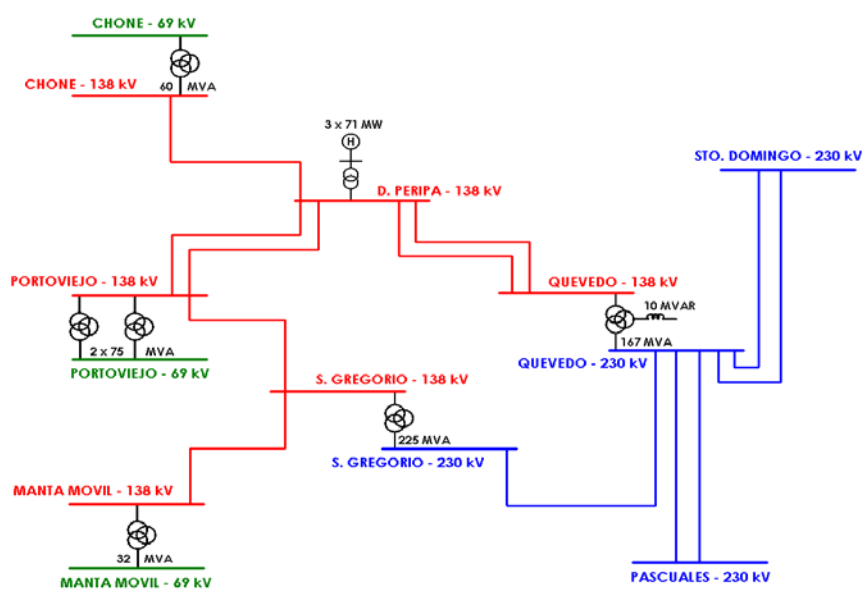 CHONE - 69 kV
60 MVA
CHONE - 138 kV
3 x 71 MW
H
STO. DOMINGO - 230 kV
D. PERIPA - 138 kV
PORTOVIEJO - 138 kV
QUEVEDO - 138 kV
10 MVAR
167 MVA
2 x 75 MVA
QUEVEDO - 230 kV
PORTOVIEJO - 69 kV
S. GREGORIO - 138 kV
225 MVA
S. GREGORIO - 230 kV
MANTA MOVIL - 138 kV
32 MVA
MANTA MOVIL - 69 kV
PASCUALES - 230 kV